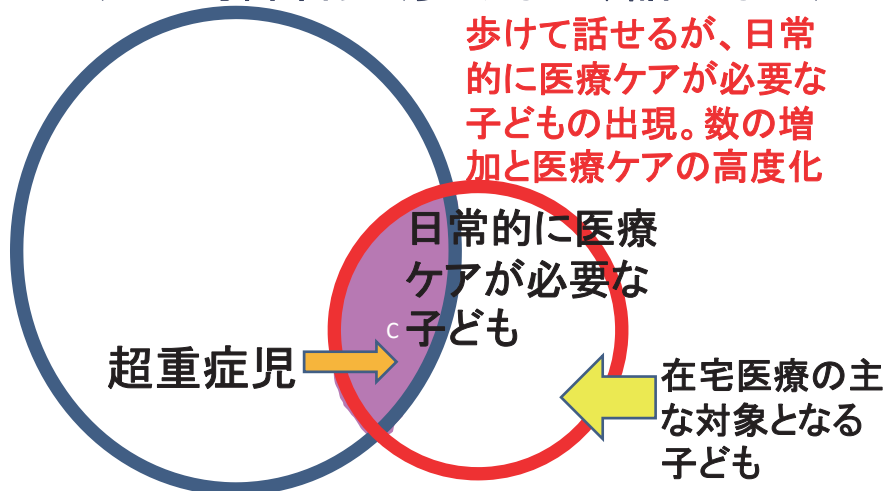 歩けて話せるが、日常
的に医療ケアが必要な
子どもの出現。数の増
加と医療ケアの高度化
日常的に医療
ケアが必要な
c 子ども
超重症児
在宅医療の主
な対象となる
子ども